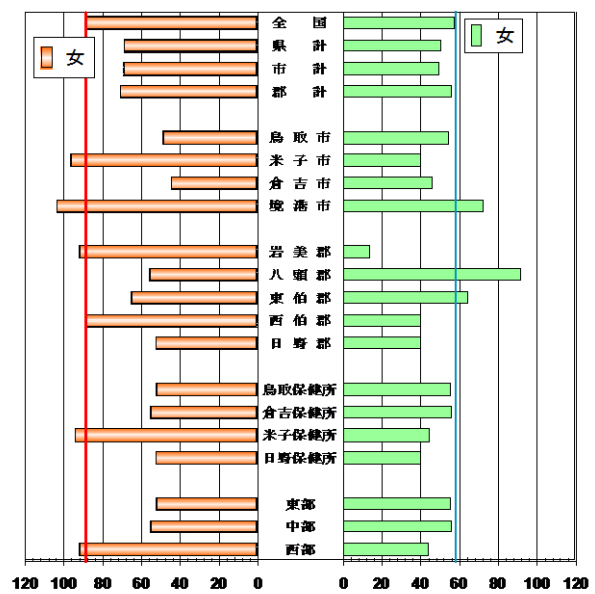 全 国
女
女
県 計
市 計
郡 計
鳥 取 市
米 子 市
倉 吉 市
境 港 市
岩 美 郡
八 頭 郡
東 伯 郡
西 伯 郡
日 野 郡
鳥取保健所
倉吉保健所
米子保健所
日野保健所
東部
中部
西部
120 100 80 60 40 20 0 0 20 40 60 80 100 120